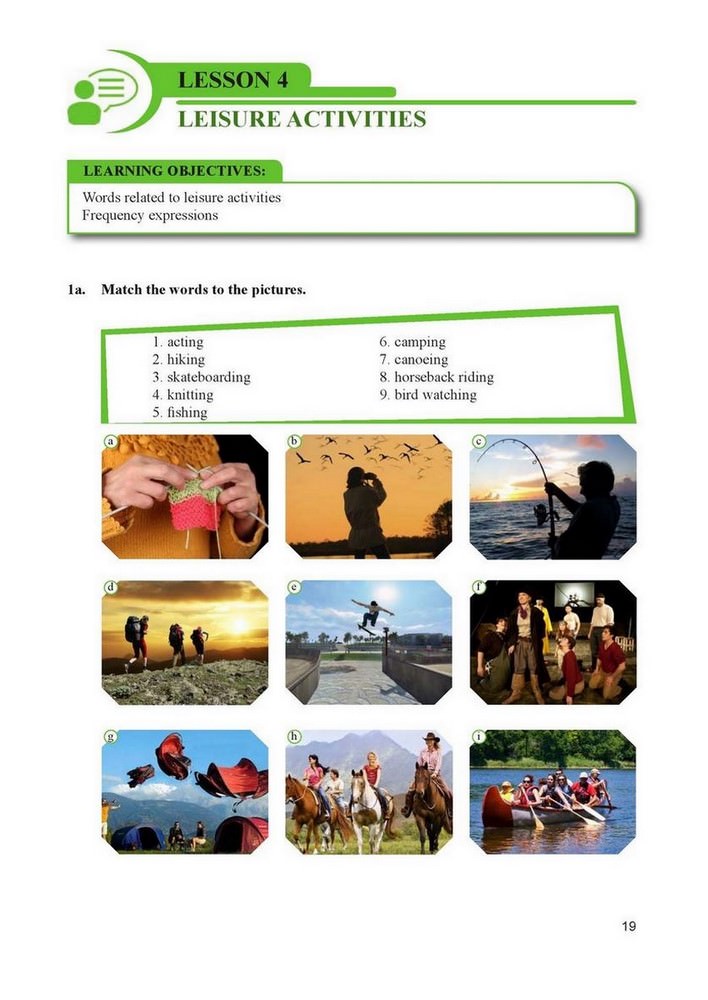 LESSON 4
LEISURE ACTIVITIES
LEARNING OBJECTIVES:
Words related to leisure activities
Frequency expressions
1a. Match the words to the pictures.
1. acting
2. hiking
3. skateboarding
4. knitting
5. fishing
6. camping
7. canoeing
8. horseback riding
9. bird watching
a
b
c
d
e
f
g
h
i
19